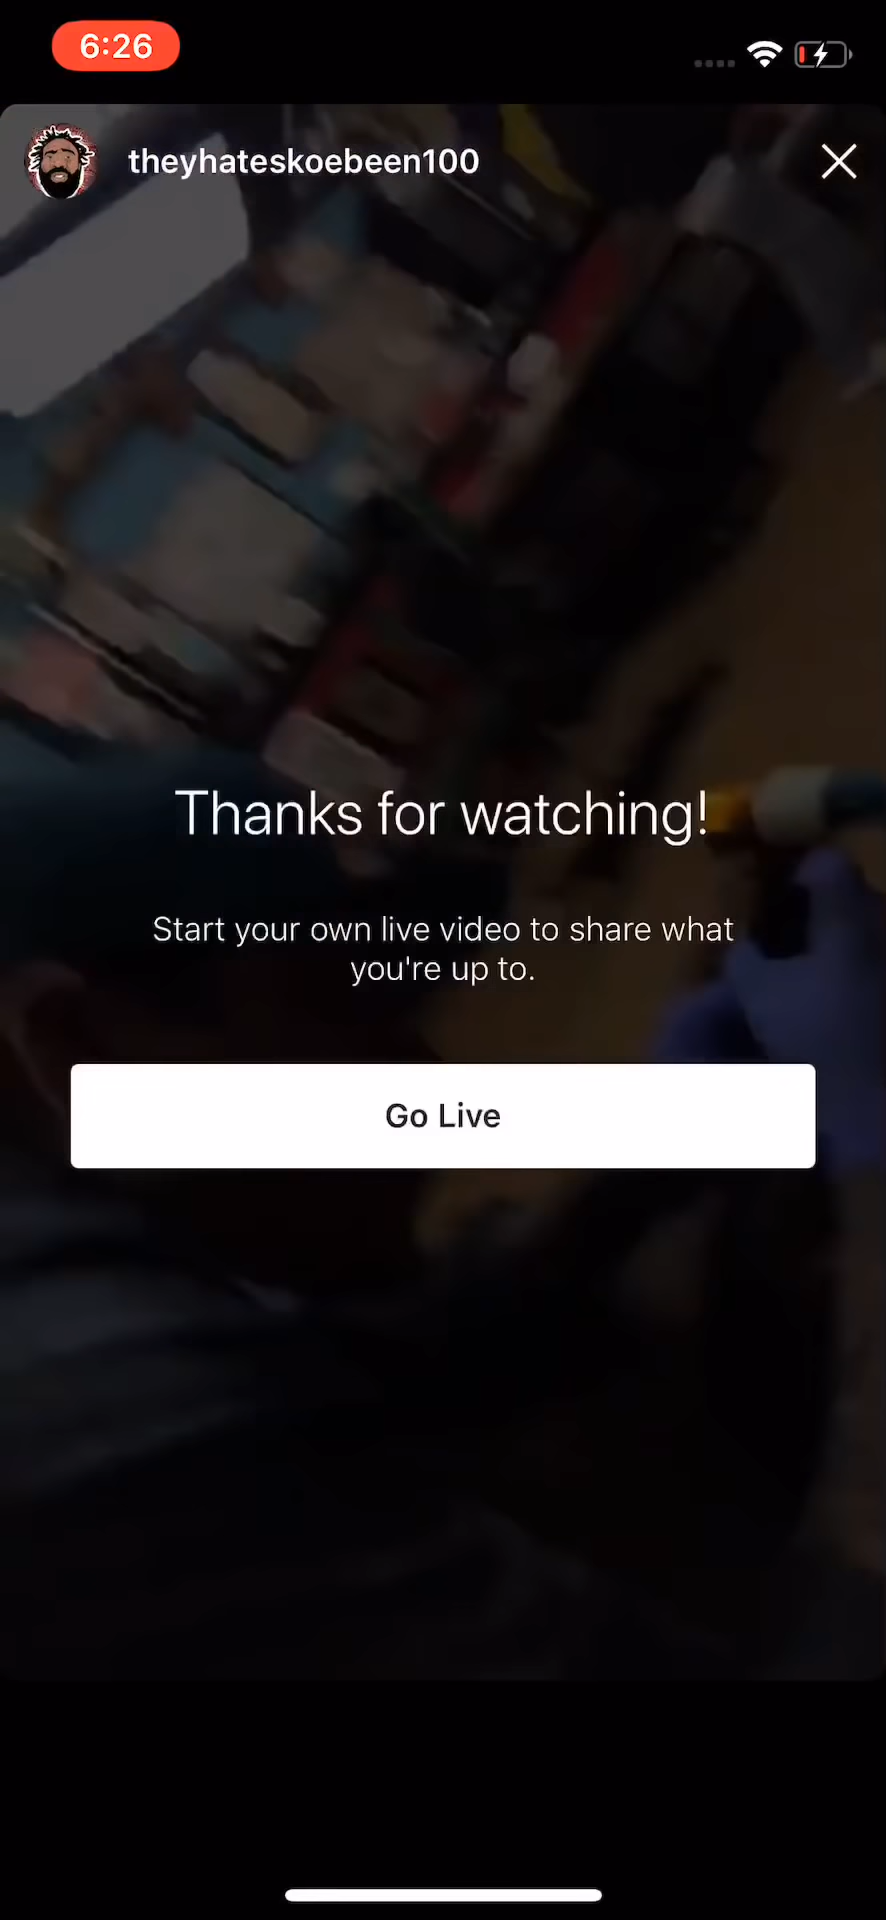 6:26
theyhateskoebeen100
Thanks for watching!
Start your own live video to share what
you're up to.
Go Live